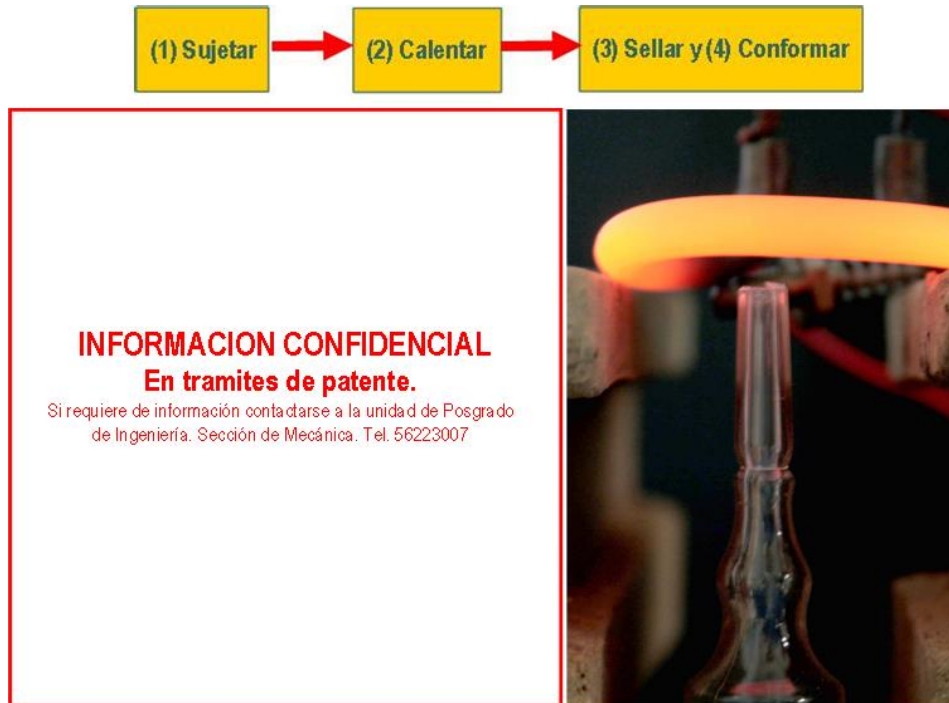 (1) Sujetar
(2) Calentar
(3) Sellar y (4) Conformar
INFORMACION CONFIDENCIAL
En tramites de patente.
Si requiere de información contactarse a la unidad de Posgrado
de Ingeniería. Sección de Mecánica. Tel. 56223007